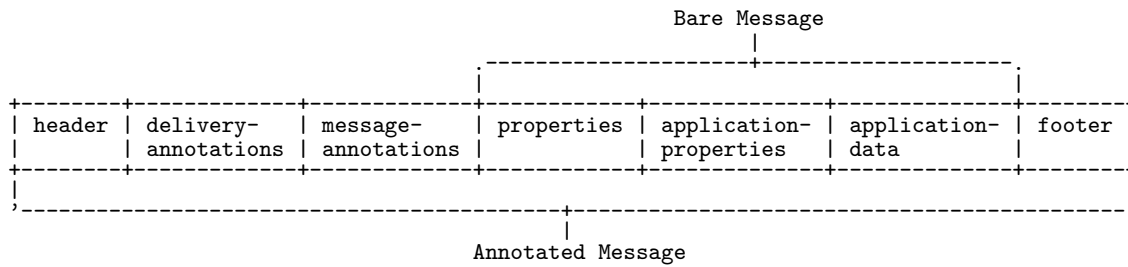 Bare Message
header | delivery- | message- | properties | application- | application- | footer
annotations | annotations | properties | data
Annotated Message